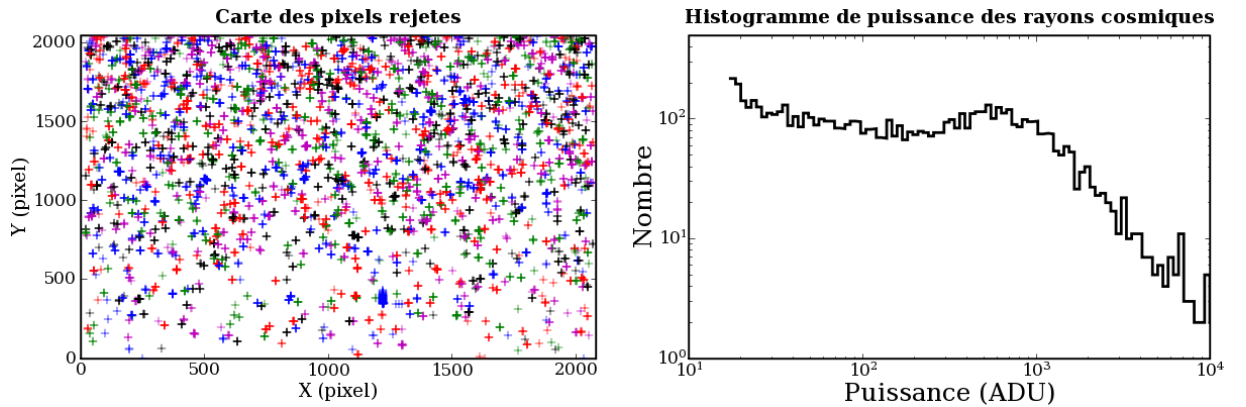 Carte des pixels rejetes
2000
1500
1000
500
0
Y (pixel)
0 500 1000 1500 2000
X (pixel)
Histogramme de puissance des rayons cosmiques
10²
10¹
10⁰
Nombre
10¹ 10² 10³ 10⁴
Puissance (ADU)